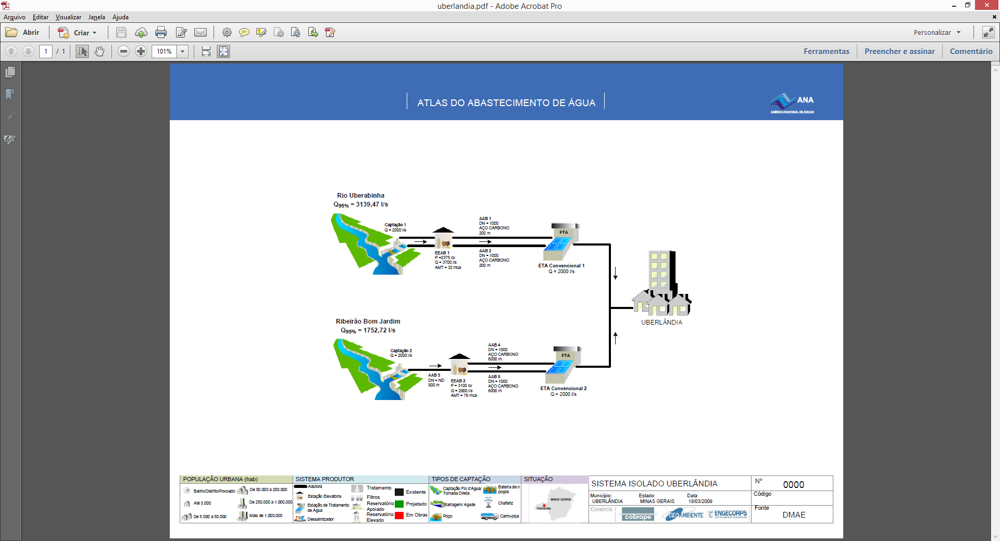 uberlandia.pdf - Adobe Acrobat Pro
Arquivo Editar Visualizar Janela Ajuda
Abrir Criar Personalizar
1 / 1 101% Ferramentas Preencher e assinar Comentário
ATLAS DO ABASTECIMENTO DE ÁGUA
ANA
AGÊNCIA NACIONAL DE ÁGUAS
Rio Uberabinha
Q95% = 3139,47 l/s
Captação 1
Q = 2000 l/s
EEAB 1
P =2375 cv
Q = 3700 l/s
AMT = 32 mca
AAB 1
DN = 1000
AÇO CARBONO
200 m
AAB 2
DN = 1000
AÇO CARBONO
200 m
ETA
ETA Convencional 1
Q = 2000 l/s
UBERLÂNDIA
Ribeirão Bom Jardim
Q95% = 1752,72 l/s
Captação 2
Q = 2000 l/s
AAB 3
DN = ND
900 m
EEAB 2
P = 3100 cv
Q = 2000 l/s
AMT = 76 mca
AAB 4
DN = 1000
AÇO CARBONO
6000 m
AAB 5
DN = 1000
AÇO CARBONO
6000 m
ETA
ETA Convencional 2
Q = 2000 l/s
POPULAÇÃO URBANA (hab)
Bairro/Distrito/Povoado
Até 5.000
De 5.000 a 50.000
De 50.000 a 250.000
De 250.000 a 1.000.000
Mais de 1.000.000
SISTEMA PRODUTOR
Adutora
Estação Elevatória
Estação de Tratamento
de Água
Dessalinizador
Tratamento
Filtros
Reservatório
Apoiado
Reservatório
Elevado
Existente
Projetado
Em Obras
TIPOS DE CAPTAÇÃO
Captação Fio d'Água/
Tomada Direta
Barragem/ Açude
Poço
Bateria de n
poços
Chafariz
Carro-pipa
SITUAÇÃO
MINAS GERAIS
Uberlândia
SISTEMA ISOLADO UBERLÂNDIA
Município:
UBERLÂNDIA
Estado:
MINAS GERAIS
Data
18/03/2009
Consórcio
cobrape
GEOAMBIENTE
ENGECORPS
N° 0000
Código
Fonte
DMAE